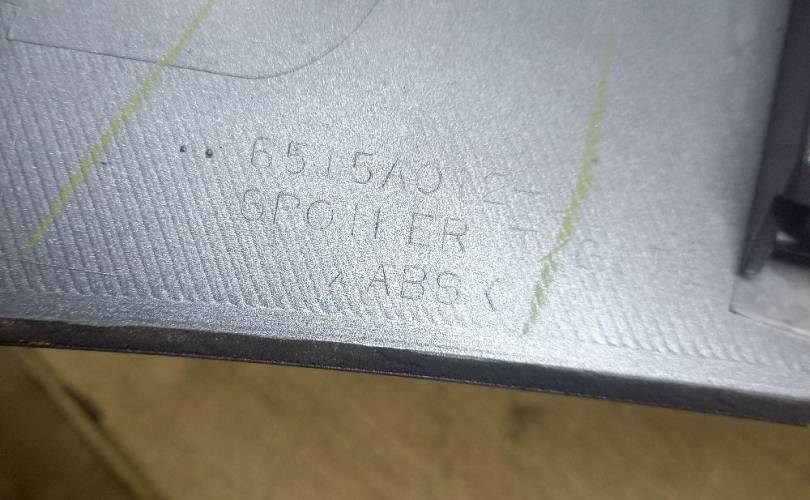 6515A012-
SPOILER
>ABS<